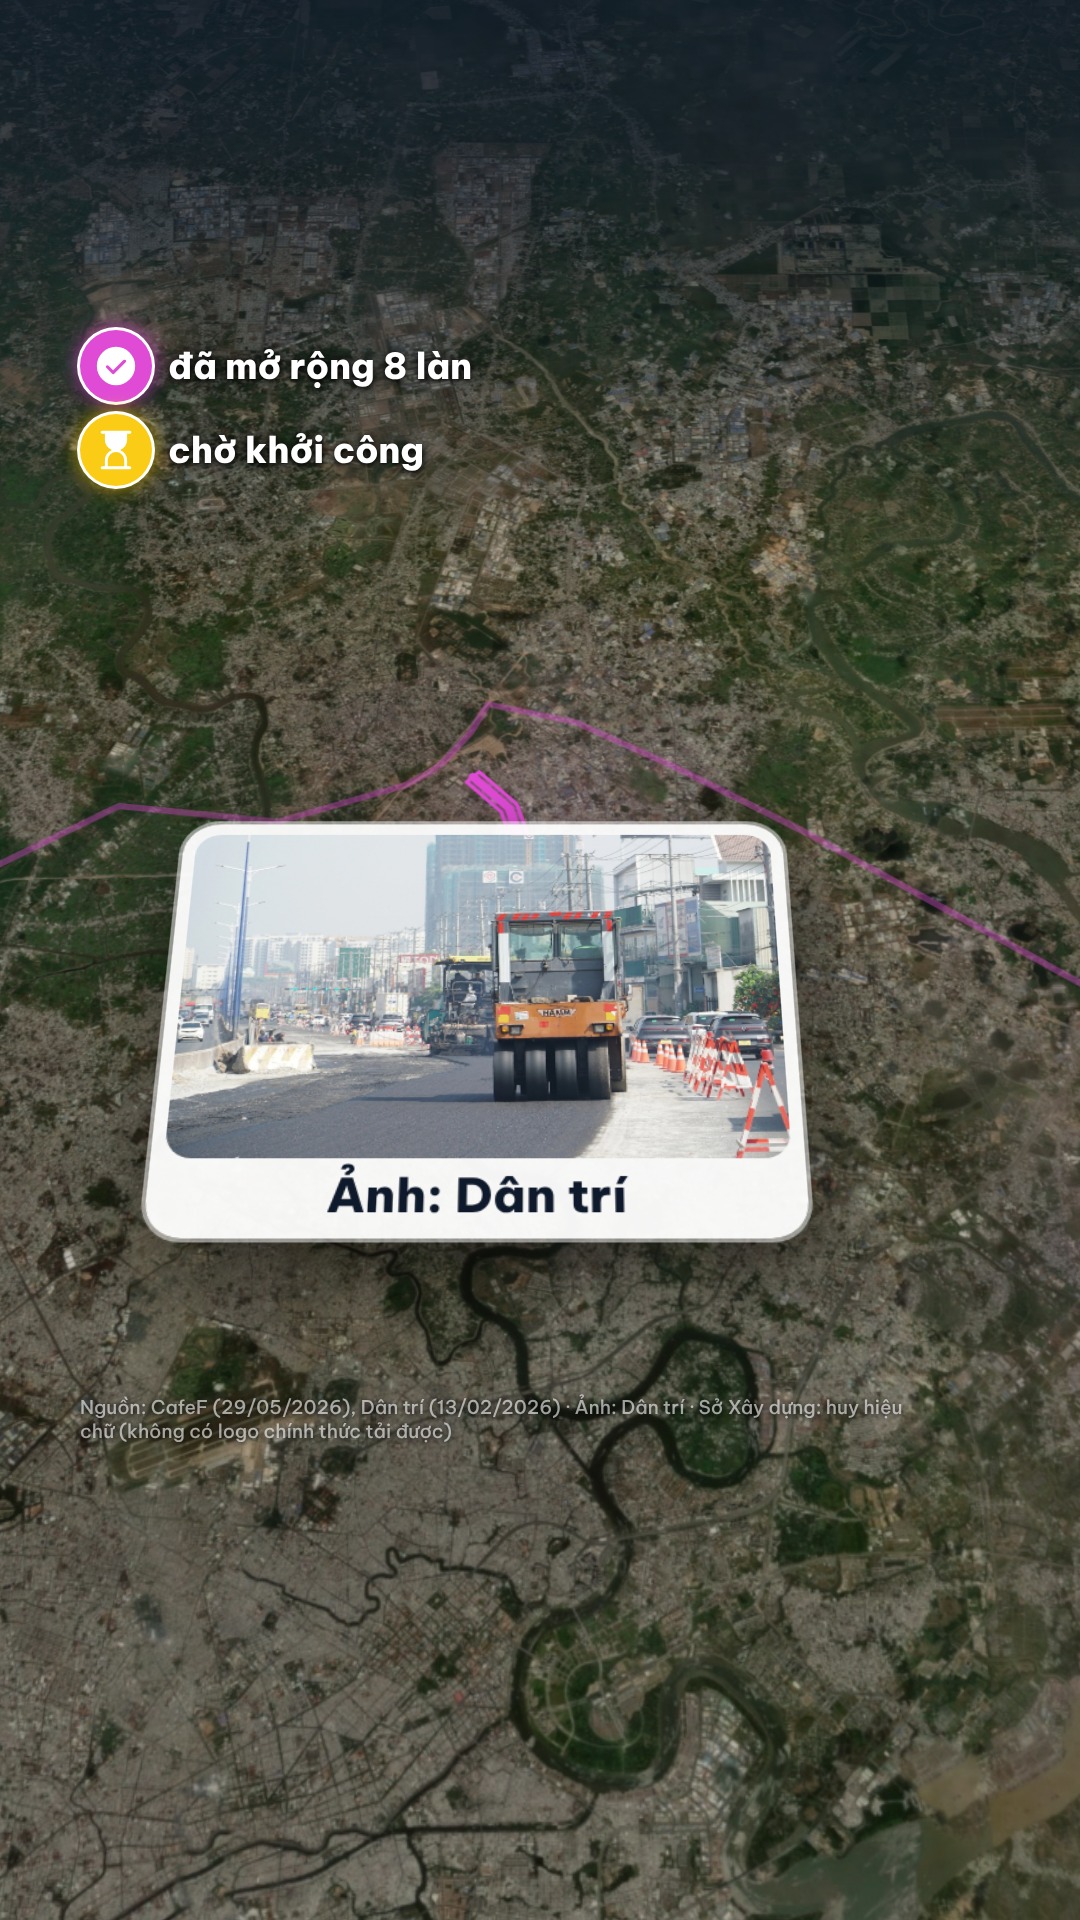 đã mở rộng 8 làn
chờ khởi công
HAKIM
Ảnh: Dân trí
Nguồn: CafeF (29/05/2026), Dân trí (13/02/2026) · Ảnh: Dân trí · Sở Xây dựng: huy hiệu
chữ (không có logo chính thức tải được)